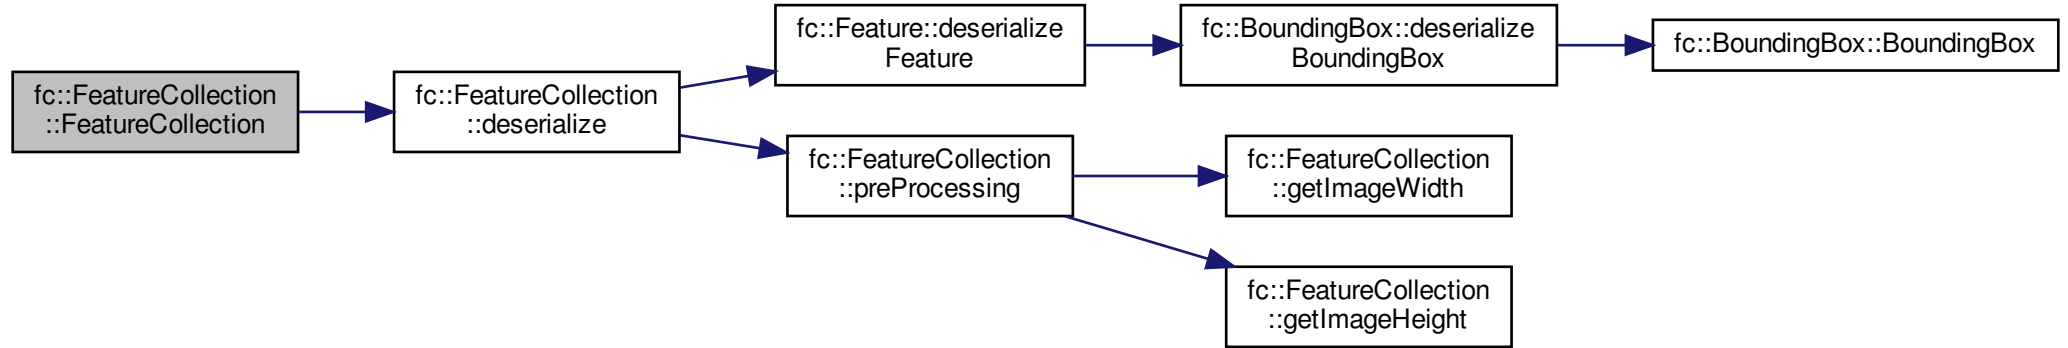 fc::FeatureCollection
::FeatureCollection
fc::FeatureCollection
::deserialize
fc::Feature::deserialize
Feature
fc::BoundingBox::deserialize
BoundingBox
fc::BoundingBox::BoundingBox
fc::FeatureCollection
::preProcessing
fc::FeatureCollection
::getImageWidth
fc::FeatureCollection
::getImageHeight